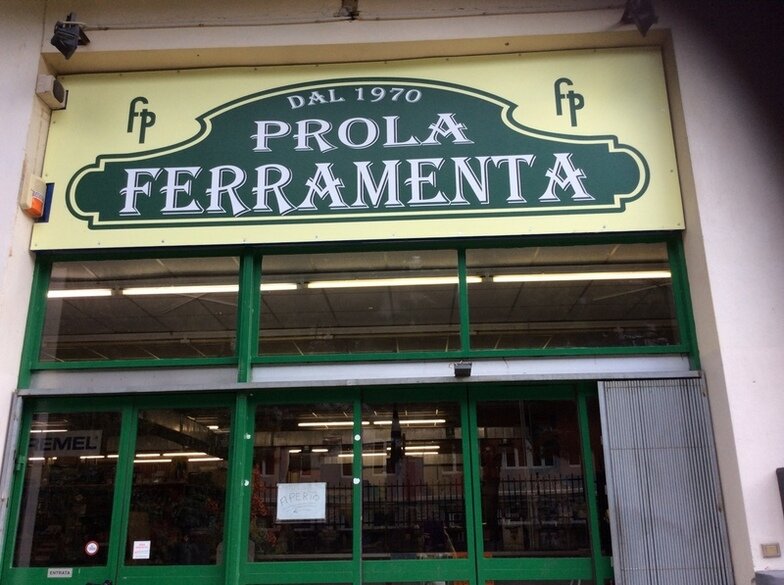 DAL 1970
fp
fp
PROLA
FERRAMENTA
REMEL
APERTO
ENTRATA